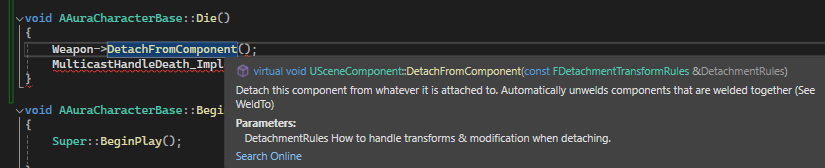 void AAuraCharacterBase::Die()
{
Weapon->DetachFromComponent();
MulticastHandleDeath_Impl
}
virtual void USceneComponent::DetachFromComponent(const FDetachmentTransformRules &DetachmentRules)
Detach this component from whatever it is attached to. Automatically unwelds components that are welded together (See
WeldTo)
Parameters:
DetachmentRules How to handle transforms & modification when detaching.
Search Online
void AAuraCharacterBase::Begi
{
Super::BeginPlay();